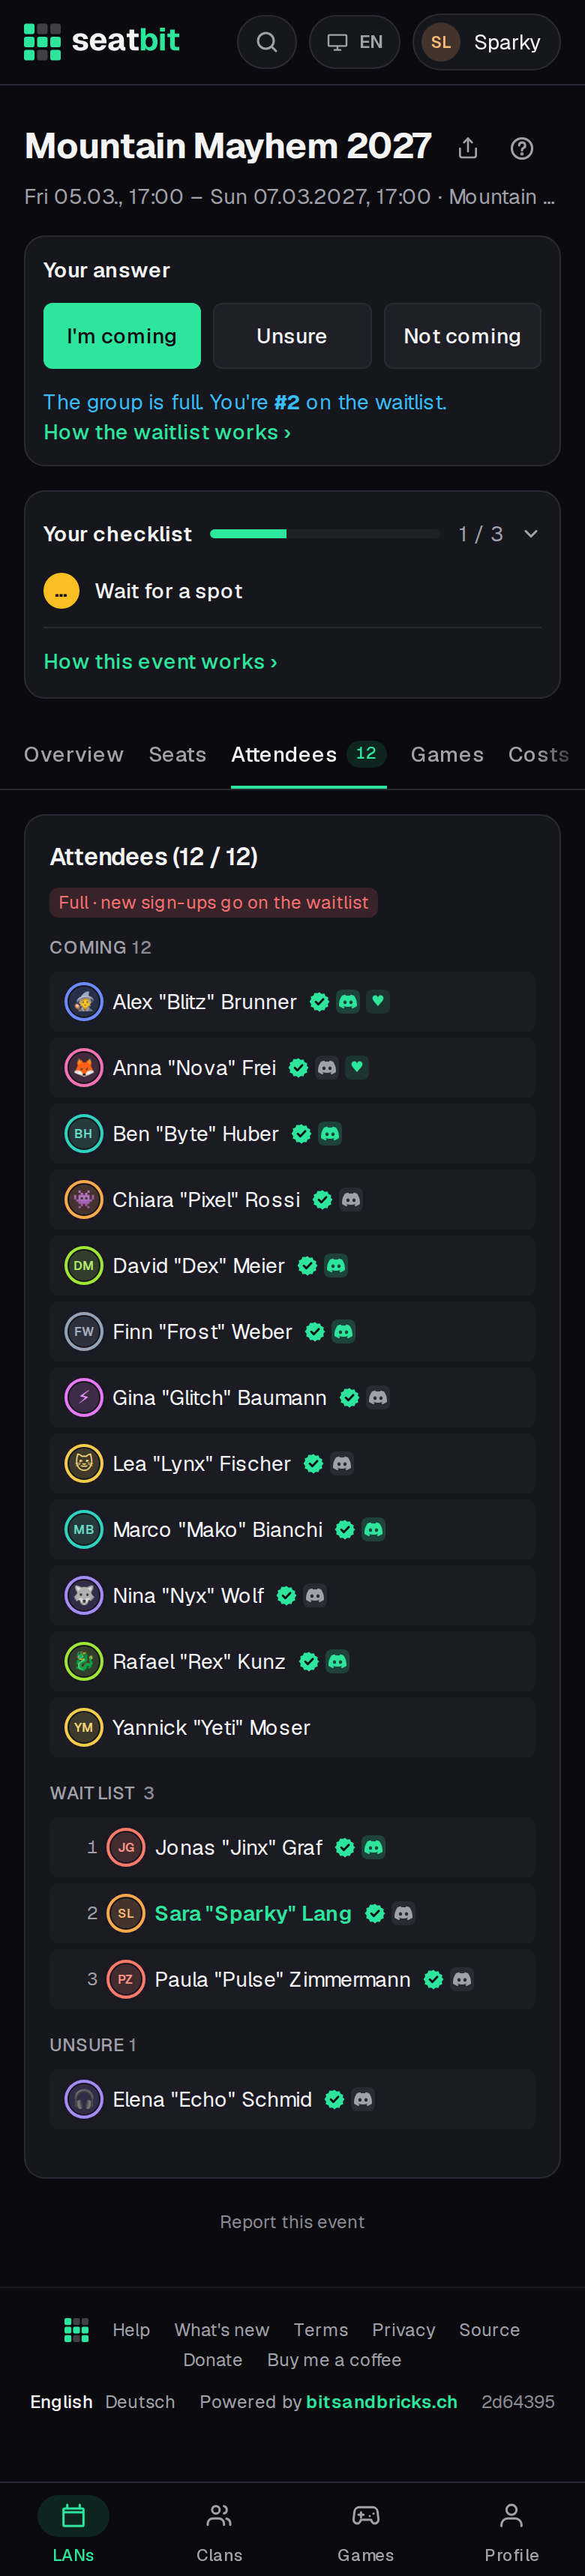 seatbit
EN
SL
Sparky
Mountain Mayhem 2027
Fri 05.03., 17:00 – Sun 07.03.2027, 17:00 · Mountain ...
Your answer
I'm coming
Unsure
Not coming
The group is full. You're #2 on the waitlist.
How the waitlist works ›
Your checklist
1 / 3
... Wait for a spot
How this event works ›
Overview Seats Attendees 12 Games Costs
Attendees (12 / 12)
Full · new sign-ups go on the waitlist
COMING 12
Alex "Blitz" Brunner
Anna "Nova" Frei
BH Ben "Byte" Huber
Chiara "Pixel" Rossi
DM David "Dex" Meier
FW Finn "Frost" Weber
Gina "Glitch" Baumann
Lea "Lynx" Fischer
MB Marco "Mako" Bianchi
Nina "Nyx" Wolf
Rafael "Rex" Kunz
YM Yannick "Yeti" Moser
WAITLIST 3
1 JG Jonas "Jinx" Graf
2 SL Sara "Sparky" Lang
3 PZ Paula "Pulse" Zimmermann
UNSURE 1
Elena "Echo" Schmid
Report this event
Help What's new Terms Privacy Source
Donate Buy me a coffee
English Deutsch Powered by bitsandbricks.ch 2d64395
LANs Clans Games Profile